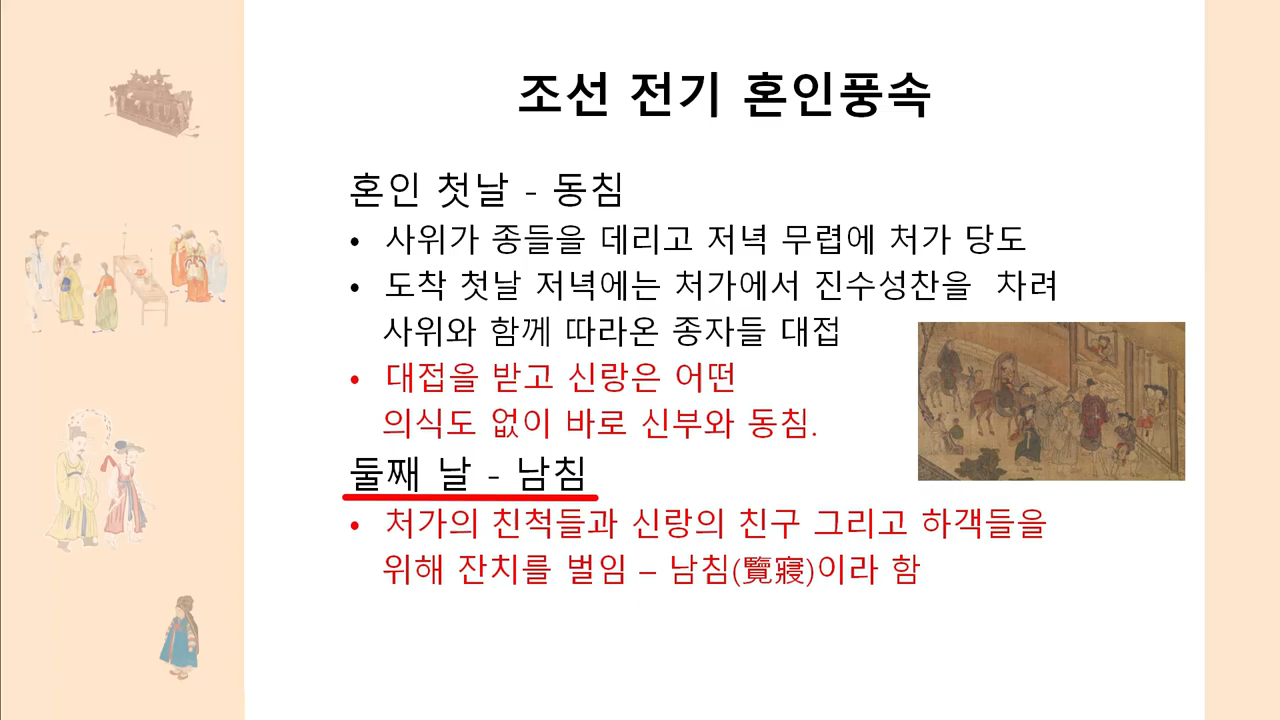 조선 전기 혼인풍속
혼인 첫날 - 동침
• 사위가 종들을 데리고 저녁 무렵에 처가 당도
• 도착 첫날 저녁에는 처가에서 진수성찬을 차려
사위와 함께 따라온 종자들 대접
• 대접을 받고 신랑은 어떤
의식도 없이 바로 신부와 동침.
둘째 날 - 남침
• 처가의 친척들과 신랑의 친구 그리고 하객들을
위해 잔치를 벌임 – 남침(覽寢)이라 함